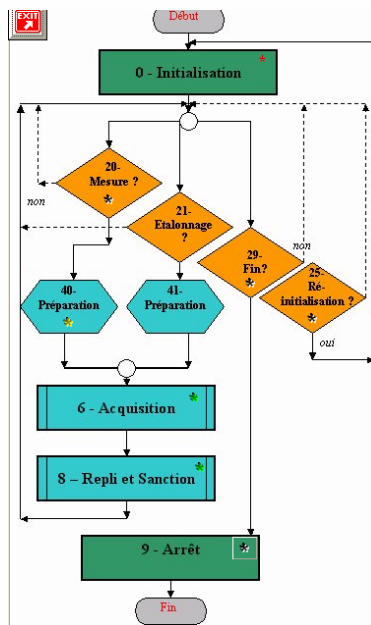 EXIT
Début
0 - Initialisation *
20-
Mesure ?
*
non
21-
Etalonnage
?
29-
Fin?
*
non
25-
Ré-
initialisation ?
*
oui
40-
Préparation
*
41-
Préparation
6 - Acquisition *
8 – Repli et Sanction *
9 - Arrêt *
Fin